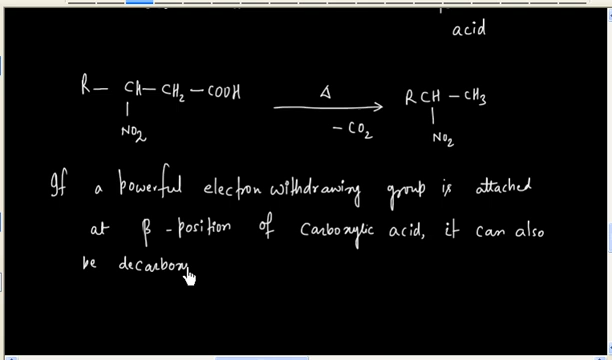 acid
R— CH—CH₂—COOH Δ RCH —CH₃
| —CO₂ |
NO₂ NO₂
If a powerful electron withdrawing group is attached
at β-position of carboxylic acid, it can also
be decarboxy